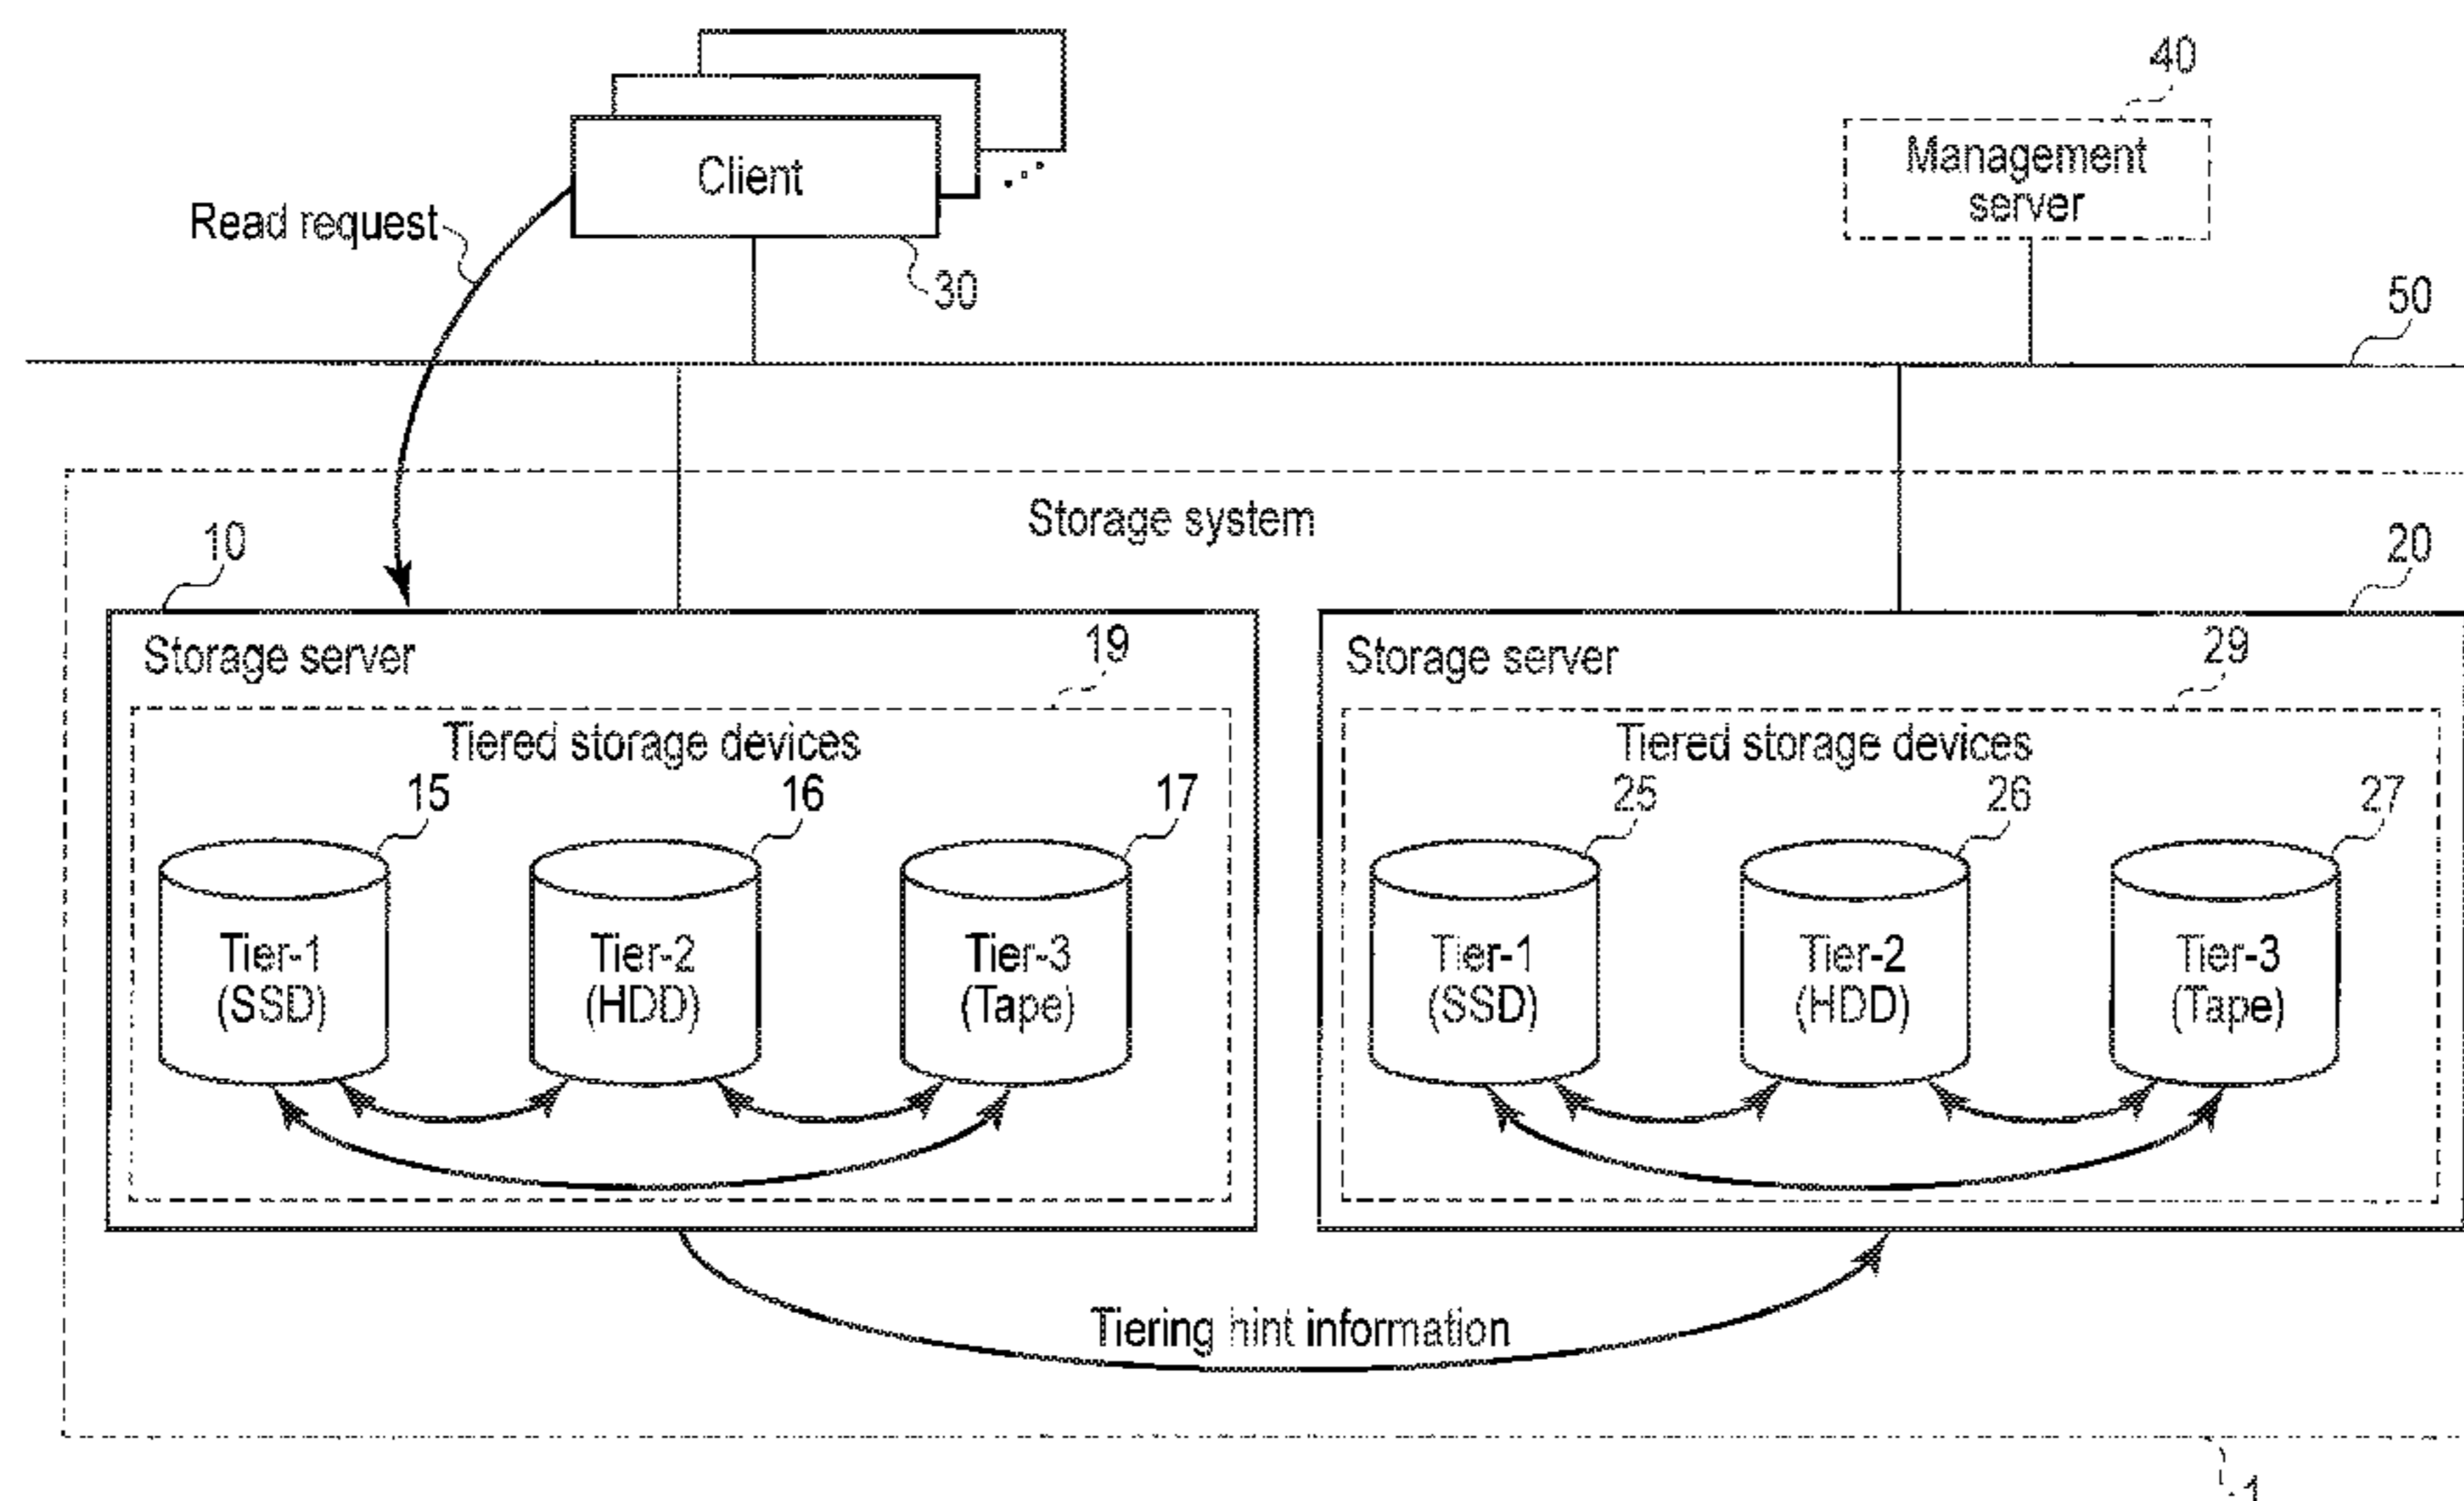 40
Client
Management
server
Read request
30
50
Storage system
10
20
Storage server
19
Storage server
29
Tiered storage devices
Tiered storage devices
15
16
17
25
26
27
Tier-1
(SSD)
Tier-2
(HDD)
Tier-3
(Tape)
Tier-1
(SSD)
Tier-2
(HDD)
Tier-3
(Tape)
Tiering hint information
1